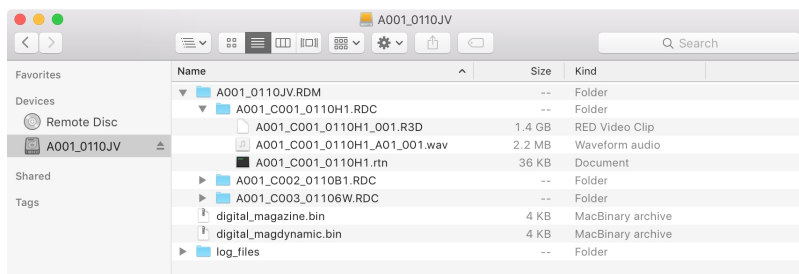 A001_0110JV
Search
Favorites
Devices
Remote Disc
A001_0110JV
Shared
Tags
Name Size Kind
A001_0110JV.RDM -- Folder
A001_C001_0110H1.RDC -- Folder
A001_C001_0110H1_001.R3D 1.4 GB RED Video Clip
A001_C001_0110H1_A01_001.wav 2.2 MB Waveform audio
A001_C001_0110H1.rtn 36 KB Document
A001_C002_0110B1.RDC -- Folder
A001_C003_01106W.RDC -- Folder
digital_magazine.bin 4 KB MacBinary archive
digital_magdynamic.bin 4 KB MacBinary archive
log_files -- Folder